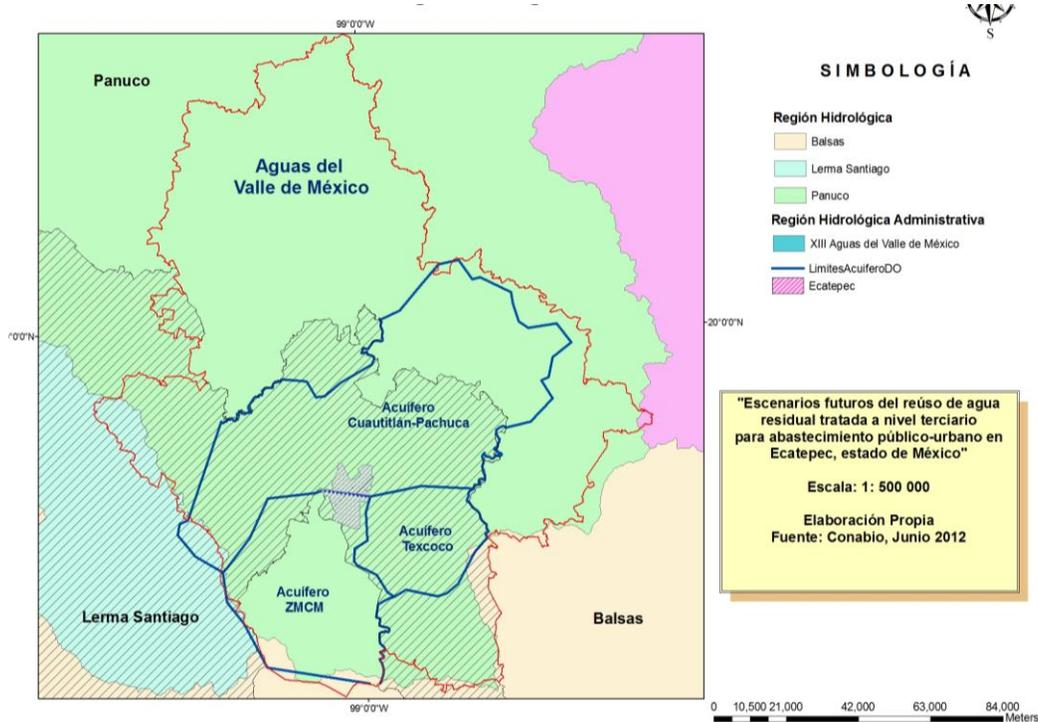 99°0'0"W
S
Panuco
Aguas del
Valle de México
Acuífero
Cuautitlán-Pachuca
Acuífero
Texcoco
Acuífero
ZMCM
Lerma Santiago
Balsas
°0'0"N
20°0'0"N
99°0'0"W
SIMBOLOGÍA
Región Hidrológica
Balsas
Lerma Santiago
Panuco
Región Hidrológica Administrativa
XIII Aguas del Valle de México
LimitesAcuiferoDO
Ecatepec
"Escenarios futuros del reúso de agua
residual tratada a nivel terciario
para abastecimiento público-urbano en
Ecatepec, estado de México"
Escala: 1: 500 000
Elaboración Propia
Fuente: Conabio, Junio 2012
0 10,500 21,000 42,000 63,000 84,000
Meters